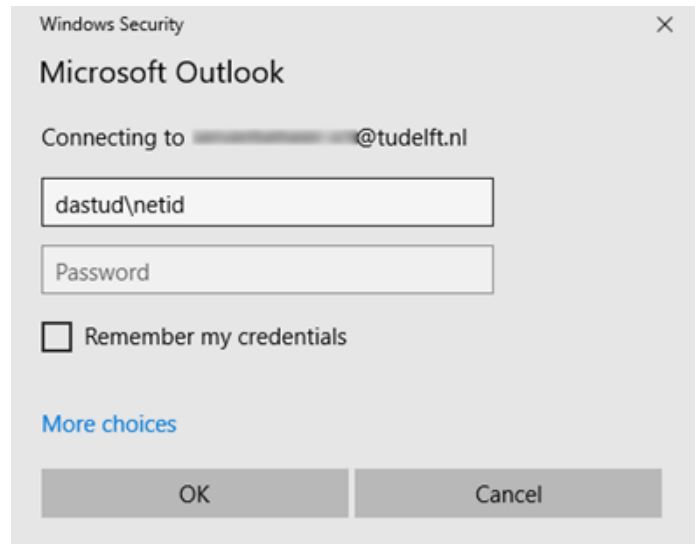 Windows Security
Microsoft Outlook
Connecting to @tudelft.nl
dastud\netid
Password
Remember my credentials
More choices
OK Cancel